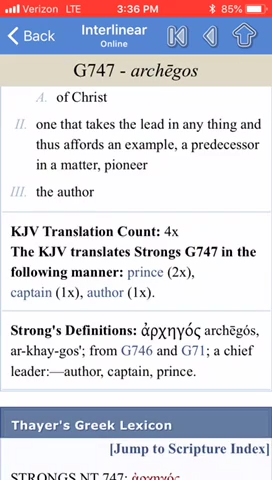 Verizon LTE 3:36 PM 85%
Back
Interlinear
Online
G747 - archēgos
A. of Christ
II. one that takes the lead in any thing and
thus affords an example, a predecessor
in a matter, pioneer
III. the author
KJV Translation Count: 4x
The KJV translates Strongs G747 in the
following manner: prince (2x),
captain (1x), author (1x).
Strong's Definitions: ἀρχηγός archēgós,
ar-khay-gos'; from G746 and G71; a chief
leader:—author, captain, prince.
Thayer's Greek Lexicon
[Jump to Scripture Index]
STRONGS NT 747: ἀρχηγός